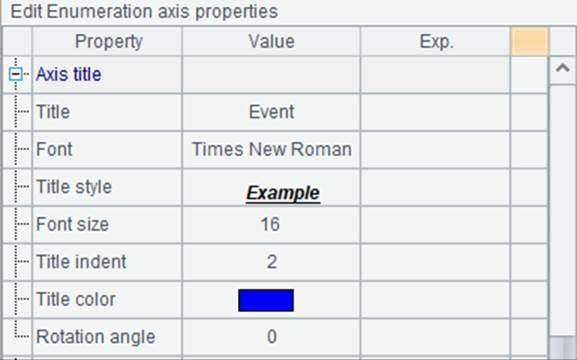 Edit Enumeration axis properties
Property Value Exp.
Axis title
Title Event
Font Times New Roman
Title style Example
Font size 16
Title indent 2
Title color
Rotation angle 0